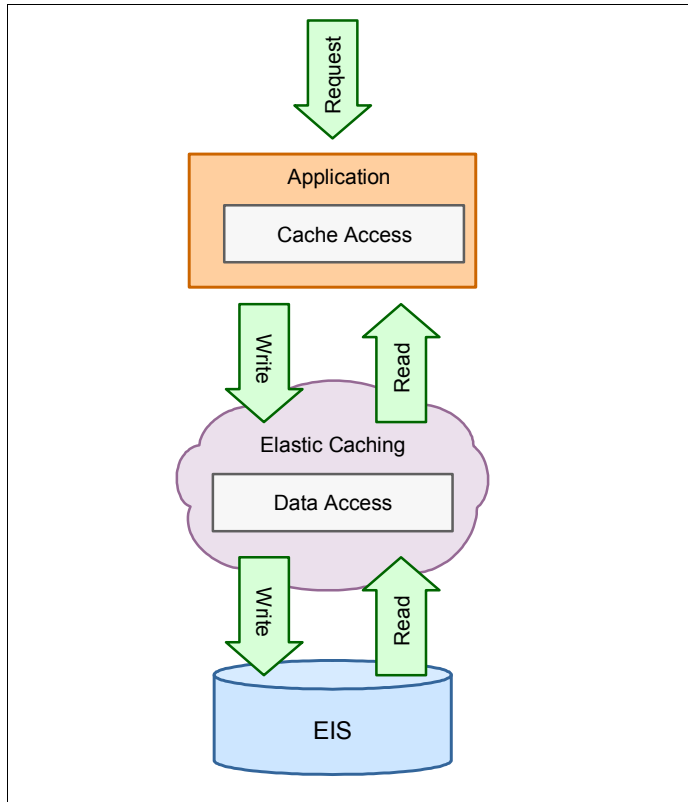 Request
Application
Cache Access
Write
Read
Elastic Caching
Data Access
Write
Read
EIS